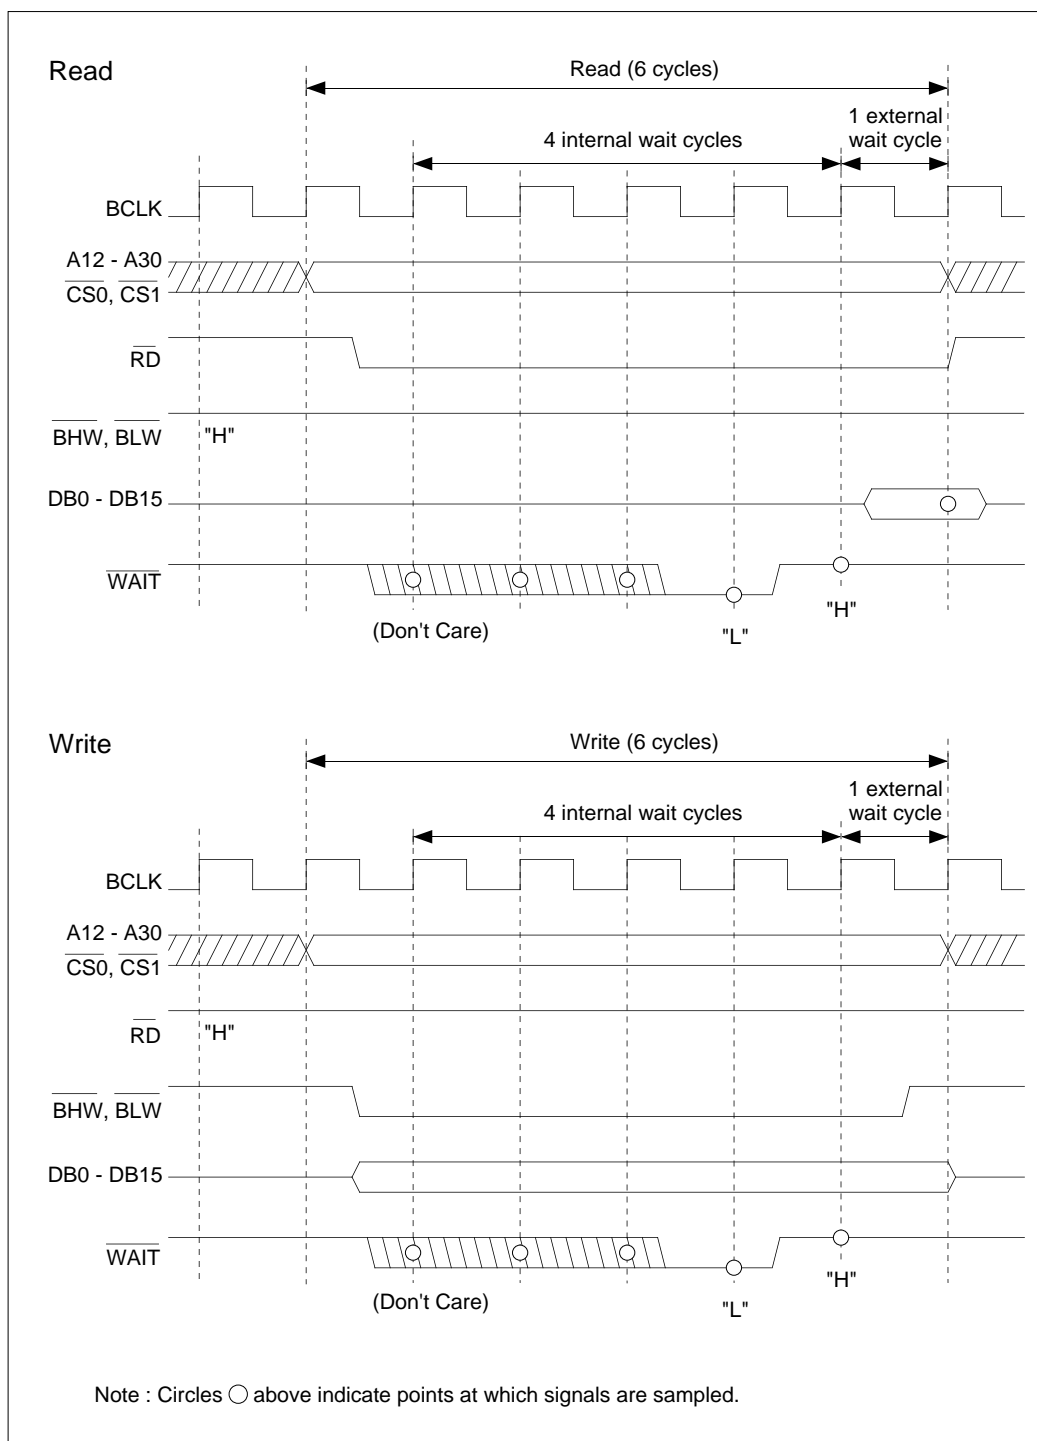 Read
Read (6 cycles)
1 external
wait cycle
4 internal wait cycles
BCLK
A12 - A30
CS0, CS1
RD
BHW, BLW "H"
DB0 - DB15
WAIT
"H"
(Don't Care) "L"
Write
Write (6 cycles)
1 external
wait cycle
4 internal wait cycles
BCLK
A12 - A30
CS0, CS1
RD "H"
BHW, BLW
DB0 - DB15
WAIT
"H"
(Don't Care) "L"
Note : Circles ○ above indicate points at which signals are sampled.